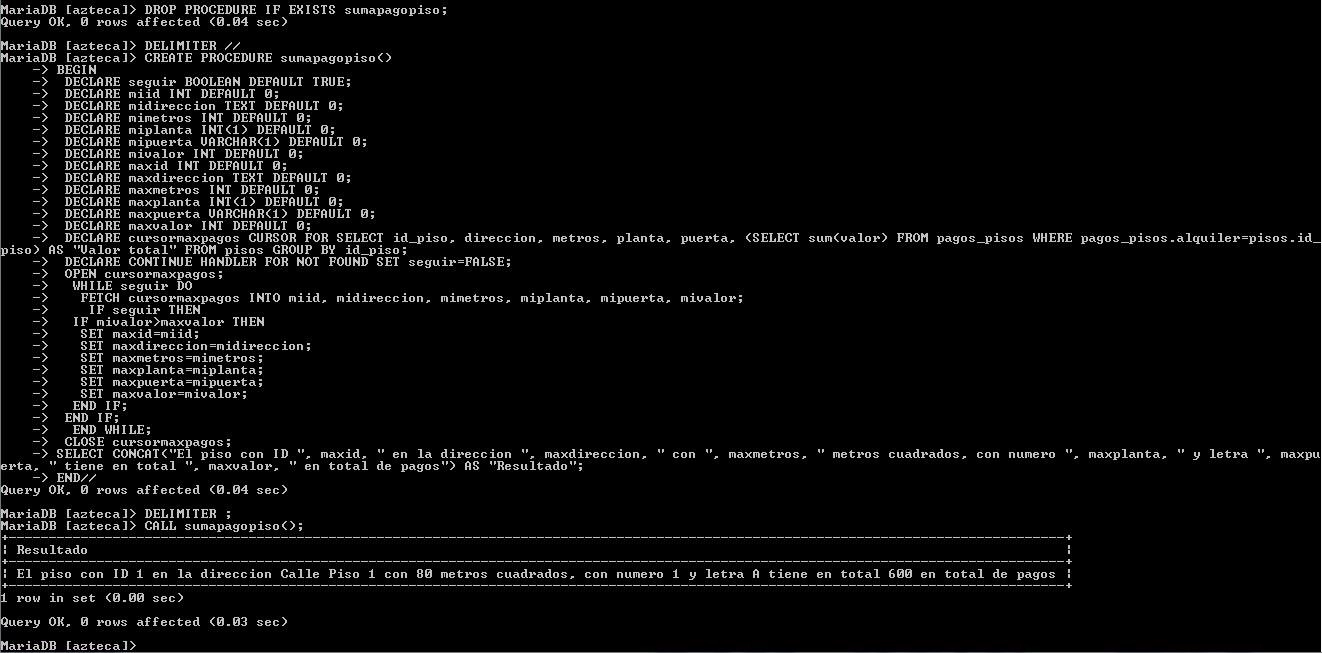 MariaDB [azteca]> DROP PROCEDURE IF EXISTS sumapagopiso;
Query OK, 0 rows affected (0.04 sec)
MariaDB [azteca]> DELIMITER //
MariaDB [azteca]> CREATE PROCEDURE sumapagopiso()
    -> BEGIN
    ->  DECLARE seguir BOOLEAN DEFAULT TRUE;
    ->  DECLARE miid INT DEFAULT 0;
    ->  DECLARE midireccion TEXT DEFAULT 0;
    ->  DECLARE mimetros INT DEFAULT 0;
    ->  DECLARE miplanta INT(1) DEFAULT 0;
    ->  DECLARE mipuerta VARCHAR(1) DEFAULT 0;
    ->  DECLARE mivalor INT DEFAULT 0;
    ->  DECLARE maxid INT DEFAULT 0;
    ->  DECLARE maxdireccion TEXT DEFAULT 0;
    ->  DECLARE maxmetros INT DEFAULT 0;
    ->  DECLARE maxplanta INT(1) DEFAULT 0;
    ->  DECLARE maxpuerta VARCHAR(1) DEFAULT 0;
    ->  DECLARE maxvalor INT DEFAULT 0;
    ->  DECLARE cursormaxpagos CURSOR FOR SELECT id_piso, direccion, metros, planta, puerta, (SELECT sum(valor) FROM pagos_pisos WHERE pagos_pisos.alquiler=pisos.id_
piso) AS "Valor total" FROM pisos GROUP BY id_piso;
    ->  DECLARE CONTINUE HANDLER FOR NOT FOUND SET seguir=FALSE;
    ->  OPEN cursormaxpagos;
    ->   WHILE seguir DO
    ->    FETCH cursormaxpagos INTO miid, midireccion, mimetros, miplanta, mipuerta, mivalor;
    ->     IF seguir THEN
    ->   IF mivalor>maxvalor THEN
    ->    SET maxid=miid;
    ->    SET maxdireccion=midireccion;
    ->    SET maxmetros=mimetros;
    ->    SET maxplanta=miplanta;
    ->    SET maxpuerta=mipuerta;
    ->    SET maxvalor=mivalor;
    ->   END IF;
    ->  END IF;
    ->   END WHILE;
    ->  CLOSE cursormaxpagos;
    -> SELECT CONCAT("El piso con ID ", maxid, " en la direccion ", maxdireccion, " con ", maxmetros, " metros cuadrados, con numero ", maxplanta, " y letra ", maxpu
erta, " tiene en total ", maxvalor, " en total de pagos") AS "Resultado";
    -> END//
Query OK, 0 rows affected (0.04 sec)
MariaDB [azteca]> DELIMITER ;
MariaDB [azteca]> CALL sumapagopiso();
| Resultado |
| El piso con ID 1 en la direccion Calle Piso 1 con 80 metros cuadrados, con numero 1 y letra A tiene en total 600 en total de pagos |
1 row in set (0.00 sec)
Query OK, 0 rows affected (0.03 sec)
MariaDB [azteca]>